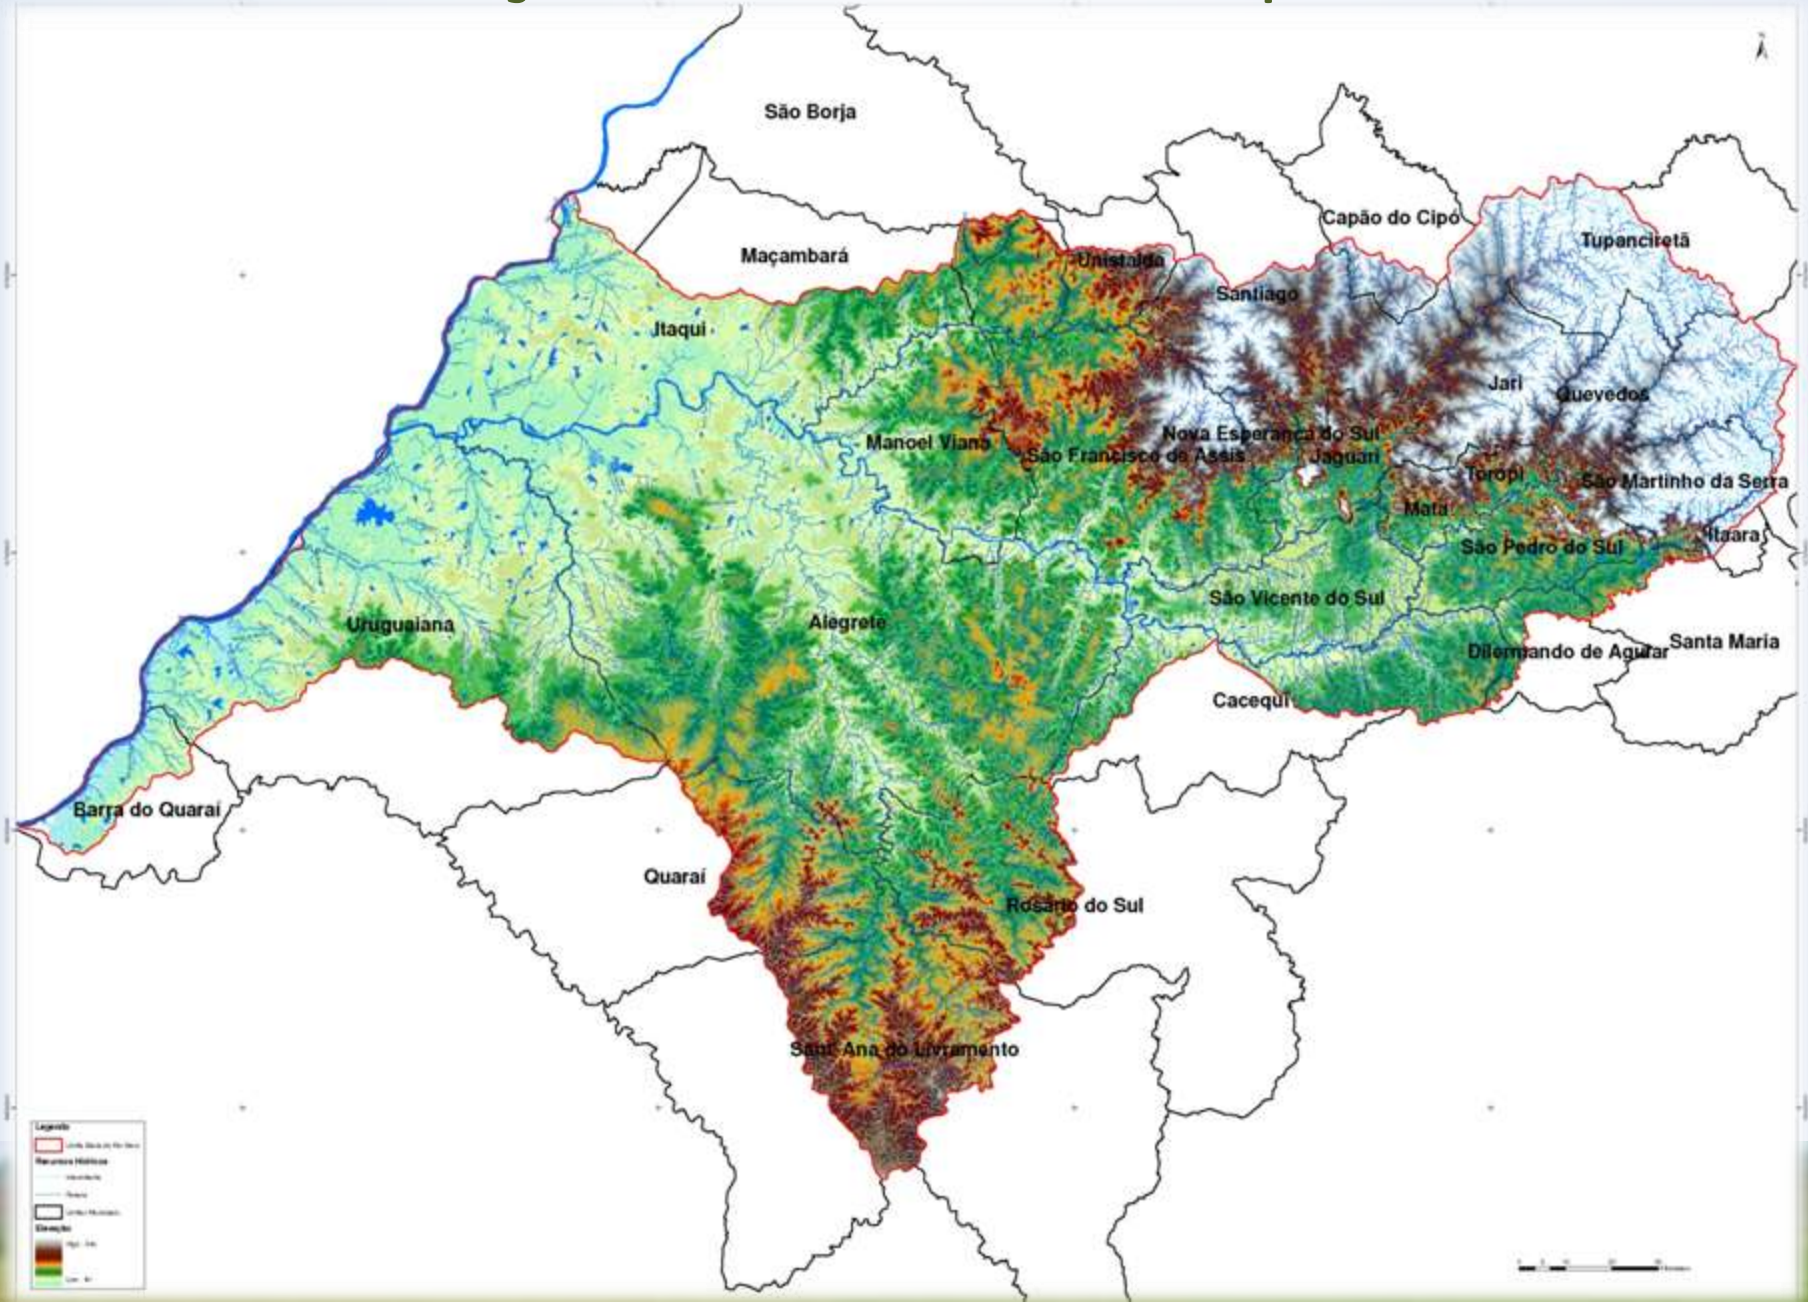 São Borja
Capão do Cipó
Tupanciretã
Maçambará
Unistalda
Santiago
Itaqui
Jari
Quevedos
Manoel Viana
Nova Esperança do Sul
São Francisco de Assis
Jaguari
Toropi
São Martinho da Serra
Mata
Itaara
São Pedro do Sul
São Vicente do Sul
Uruguaiana
Alegrete
Santa Maria
Dilermando de Aguiar
Cacequi
Barra do Quaraí
Quaraí
Rosário do Sul
Sant' Ana do Livramento
Legenda
Recursos Hídricos
Elevação